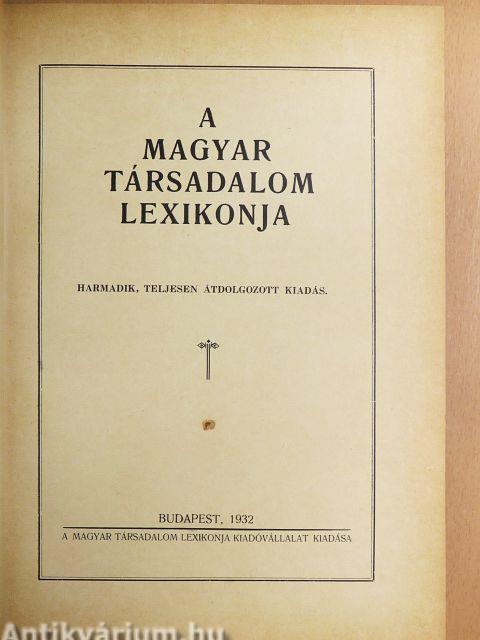 A
MAGYAR
TÁRSADALOM
LEXIKONJA
HARMADIK, TELJESEN ÁTDOLGOZOTT KIADÁS.
BUDAPEST, 1932
A MAGYAR TÁRSADALOM LEXIKONJA KIADÓVÁLLALAT KIADÁSA
Antikvárium.hu